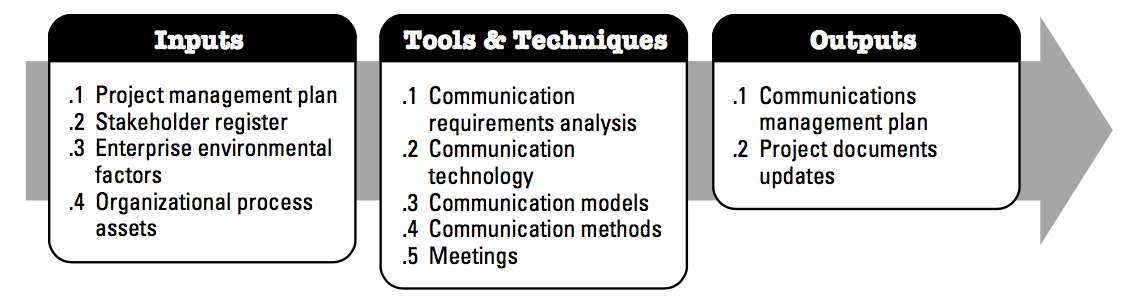 Inputs
.1 Project management plan
.2 Stakeholder register
.3 Enterprise environmental
factors
.4 Organizational process
assets
Tools & Techniques
.1 Communication
requirements analysis
.2 Communication
technology
.3 Communication models
.4 Communication methods
.5 Meetings
Outputs
.1 Communications
management plan
.2 Project documents
updates